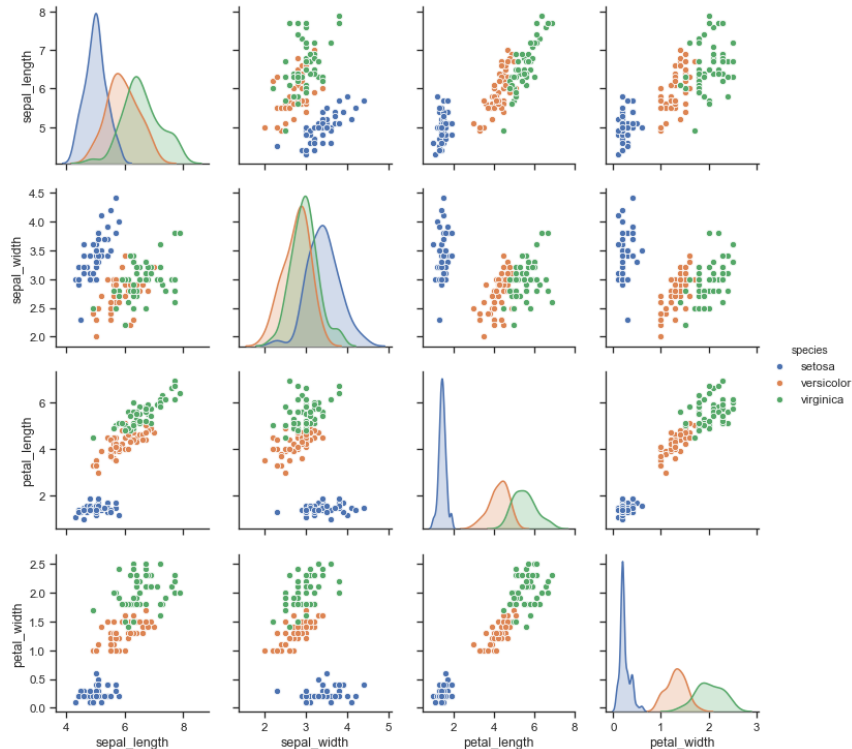 8
7
6
5
sepal_length
4.5
4.0
3.5
3.0
2.5
2.0
sepal_width
species
setosa
versicolor
virginica
6
4
2
petal_length
2.5
2.0
1.5
1.0
0.5
0.0
petal_width
4 6 8
sepal_length
2 3 4 5
sepal_width
2 4 6 8
petal_length
0 1 2 3
petal_width